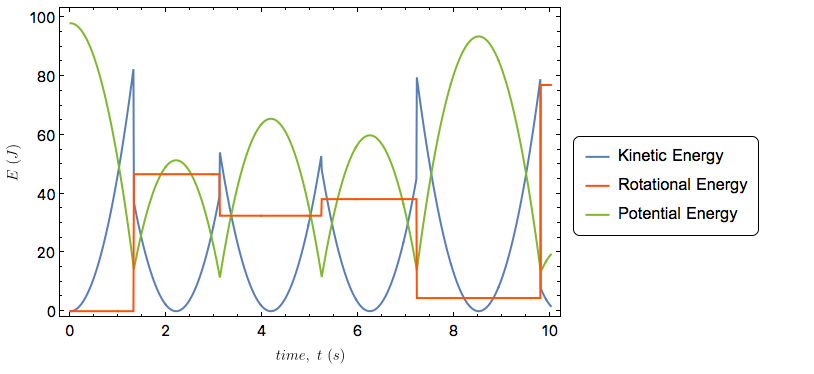 100
80
60
40
20
0
E (J)
0 2 4 6 8 10
time, t (s)
Kinetic Energy
Rotational Energy
Potential Energy